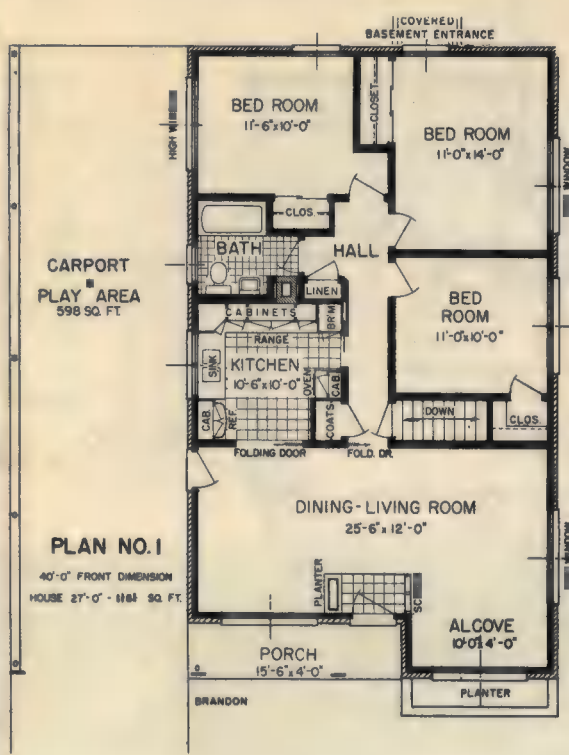 (COVERED)
BASEMENT ENTRANCE
BED ROOM
11'-6"x10'-0"
CLOSET
BED ROOM
11'-0"x14'-0"
HIGH
WINDOW
CLOS.
BATH
HALL
CARPORT
PLAY AREA
598 SQ. FT.
LINEN
BED
ROOM
11'-0"x10'-0"
CABINETS
BR'M
RANGE
SINK
KITCHEN
10'-6"x10'-0"
OVEN
CAB.
CAB.
REF.
COATS
DOWN
CLOS.
FOLDING DOOR
FOLD. DR.
DINING-LIVING ROOM
25'-6"x12'-0"
PLAN NO. 1
40'-0" FRONT DIMENSION
HOUSE 27'-0" - SQ. FT.
PLANTER
ALCOVE
10'-0"x4'-0"
PORCH
15'-6"x4'-0"
PLANTER
BRANDON